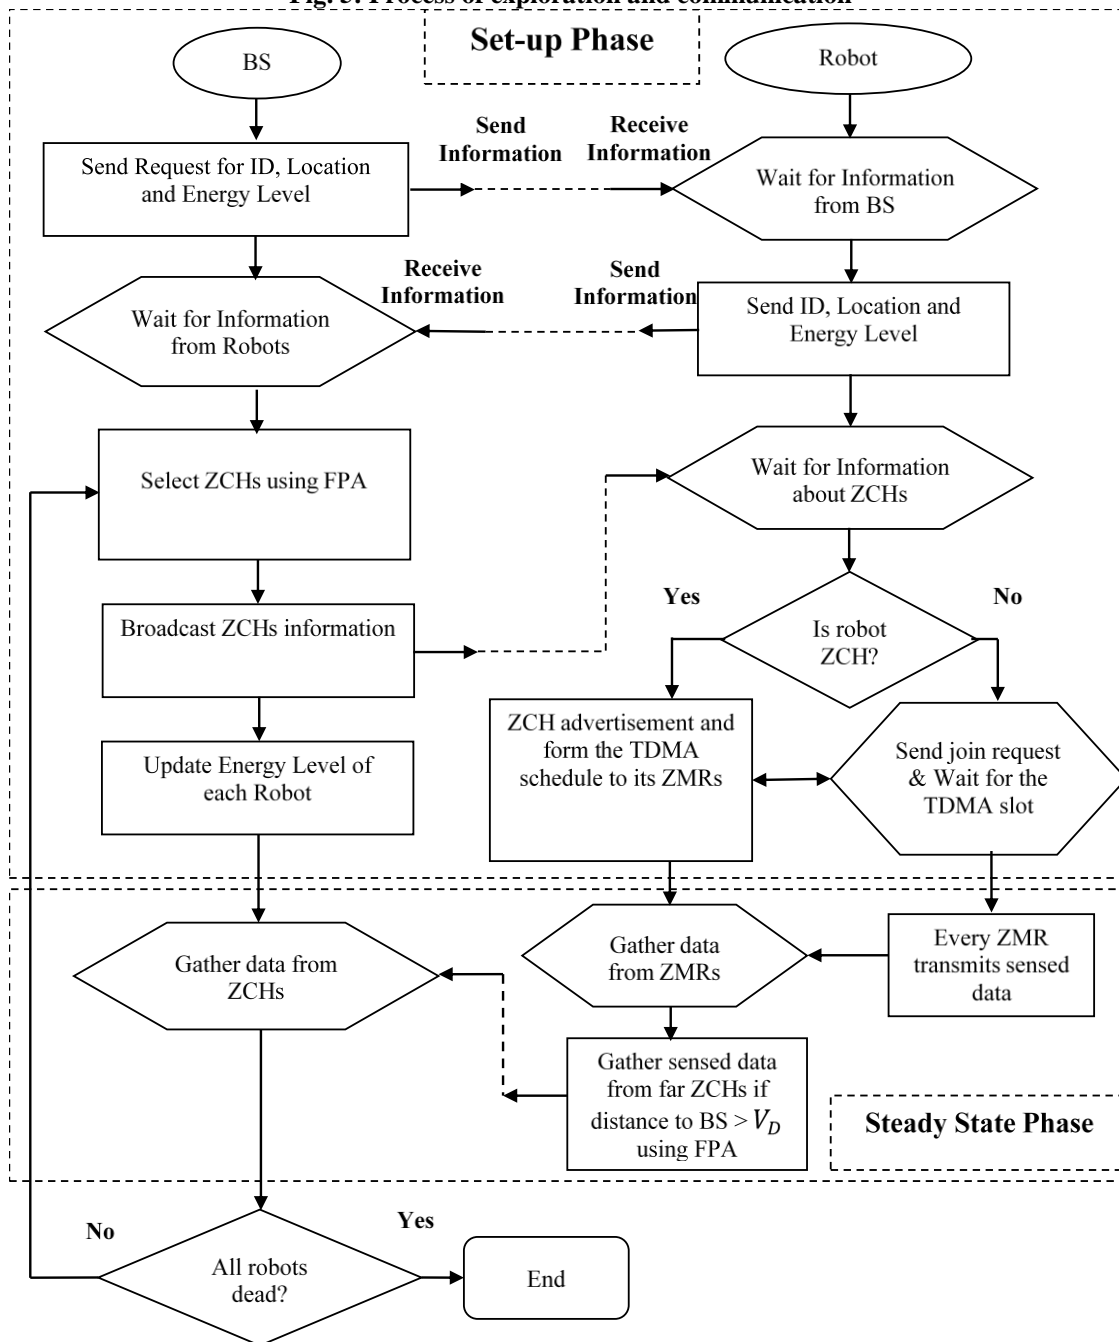 Fig. 3: Process of exploration and communication
Set-up Phase
BS
Robot
Send
Information
Receive
Information
Send Request for ID, Location
and Energy Level
Wait for Information
from BS
Receive
Information
Send
Information
Wait for Information
from Robots
Send ID, Location and
Energy Level
Select ZCHs using FPA
Wait for Information
about ZCHs
Broadcast ZCHs information
Yes
No
Is robot
ZCH?
Update Energy Level of
each Robot
ZCH advertisement and
form the TDMA
schedule to its ZMRs
Send join request
& Wait for the
TDMA slot
Gather data from
ZCHs
Gather data
from ZMRs
Every ZMR
transmits sensed
data
Gather sensed data
from far ZCHs if
distance to BS > V_D
using FPA
Steady State Phase
No
Yes
All robots
dead?
End